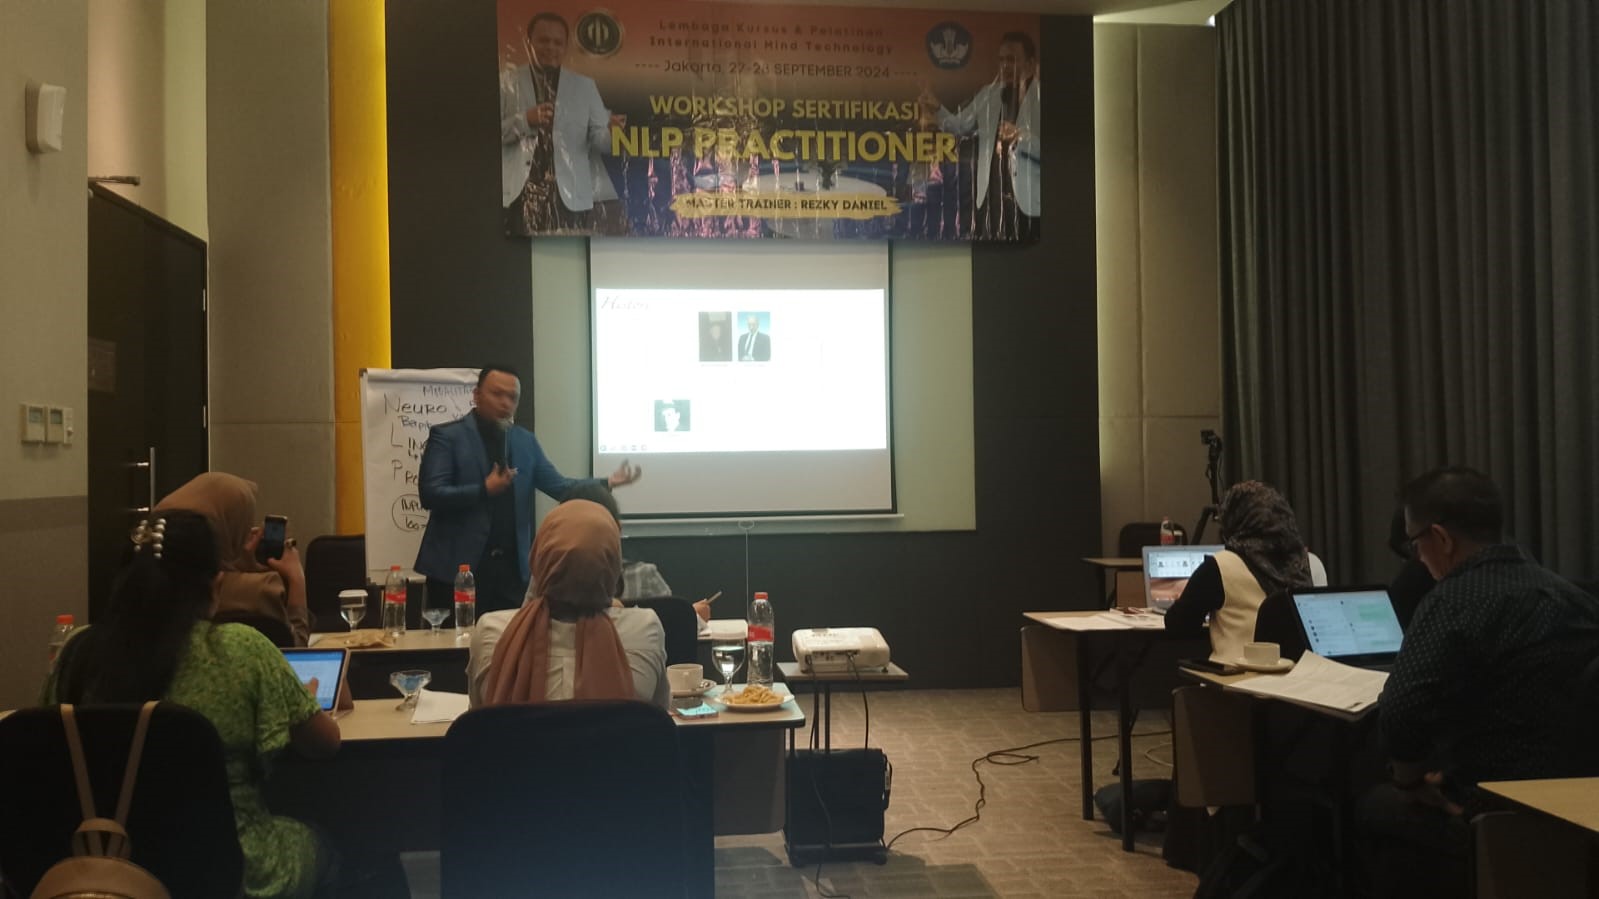 Lembaga Kursus & Pelatihan
International Mind Technology
---- Jakarta, 27-28 SEPTEMBER 2024 ----
WORKSHOP SERTIFIKASI
NLP PRACTITIONER
MASTER TRAINER : REZKY DANIEL
History
NEURO
L
P